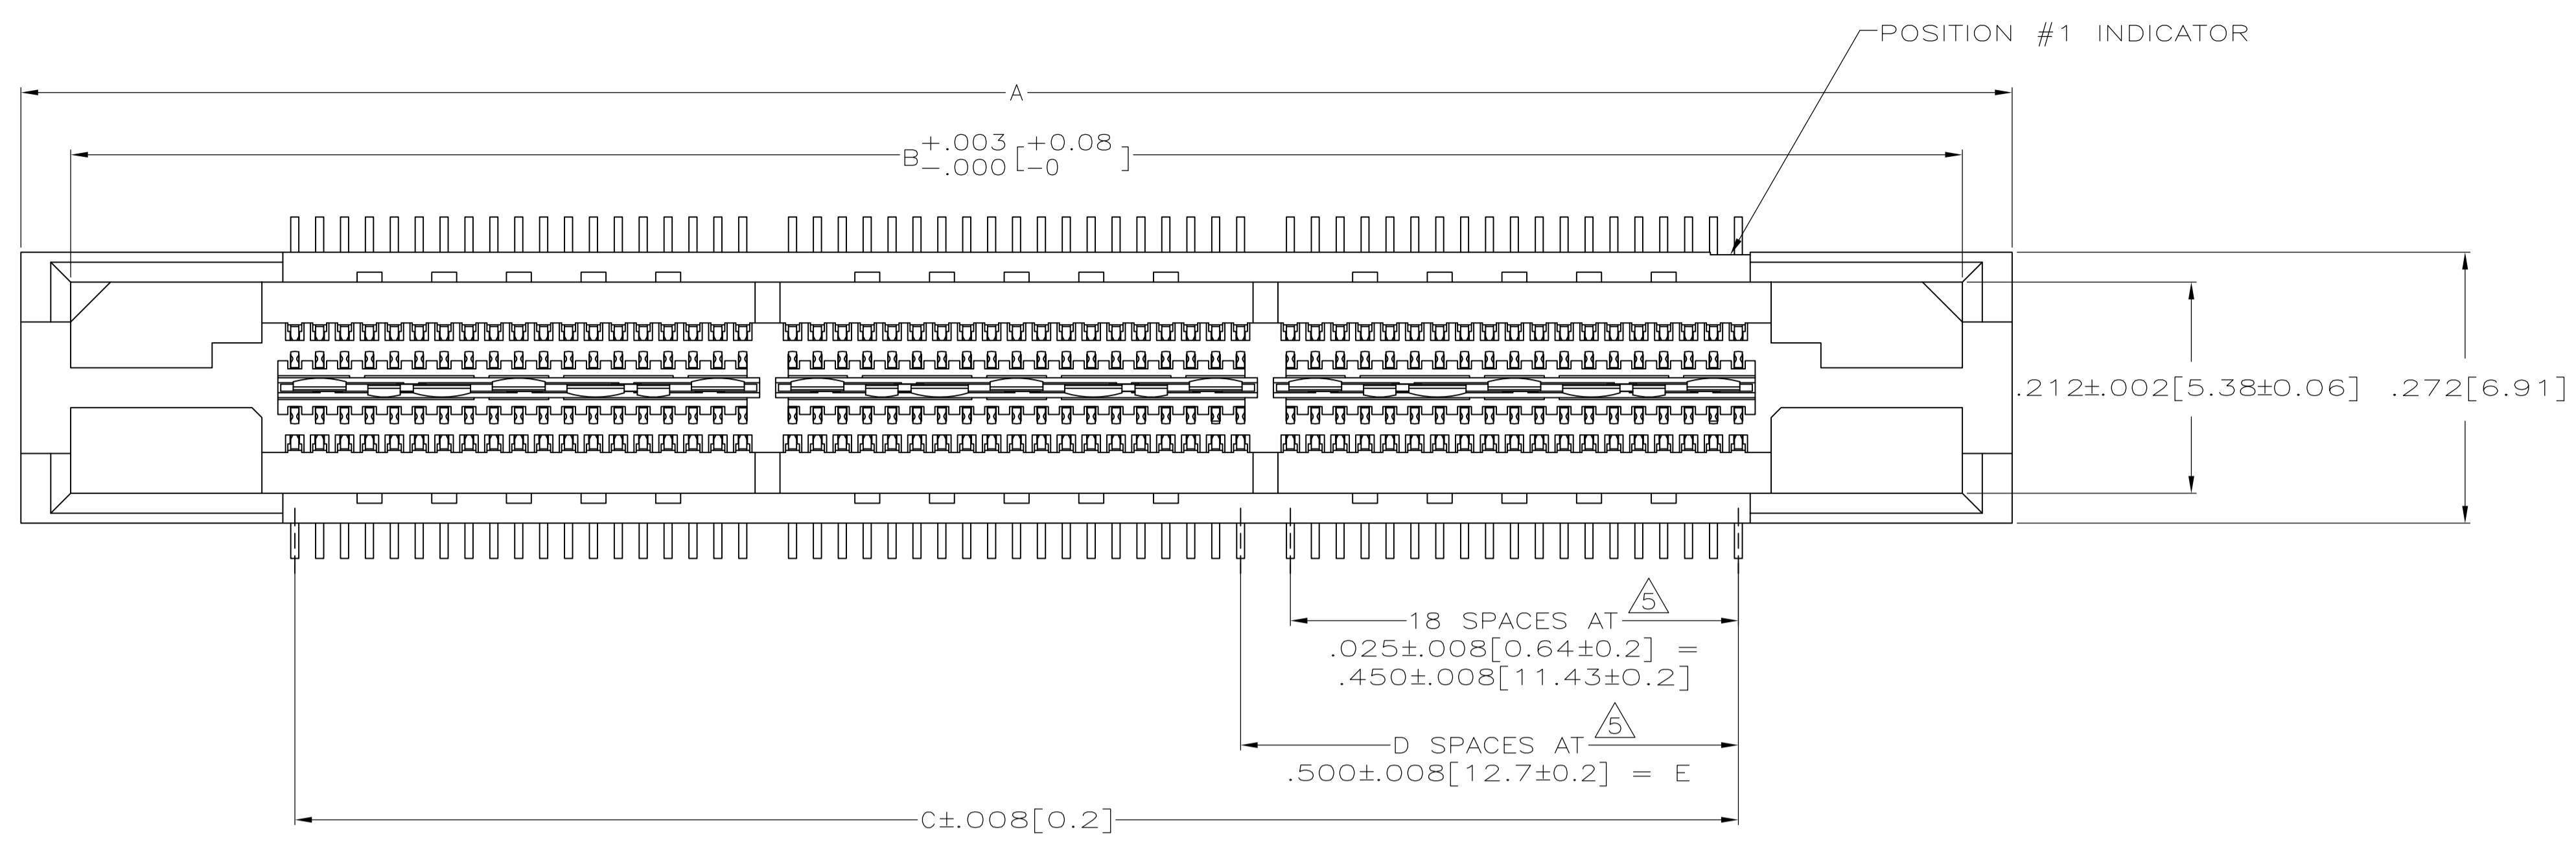 POSITION #1 INDICATOR
A
B+.003 [+0.08
-.000 [-0 ]
.212±.002[5.38±0.06] .272[6.91]
5
18 SPACES AT
.025±.008[0.64±0.2] =
.450±.008[11.43±0.2]
5
D SPACES AT
.500±.008[12.7±0.2] = E
C±.008[0.2]